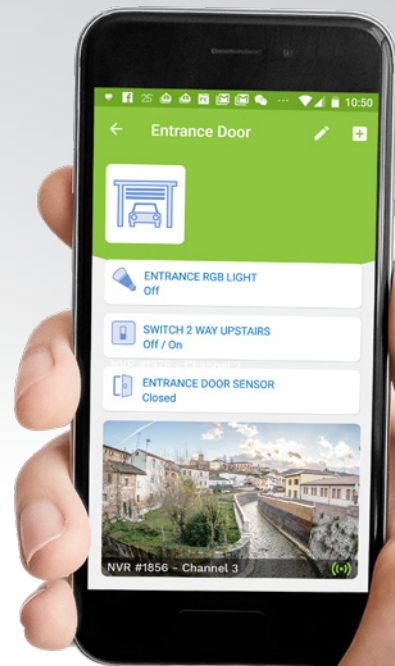 25°
10:50
Entrance Door
ENTRANCE RGB LIGHT
Off
SWITCH 2 WAY UPSTAIRS
Off / On
ENTRANCE DOOR SENSOR
Closed
NVR #1856 - Channel 3